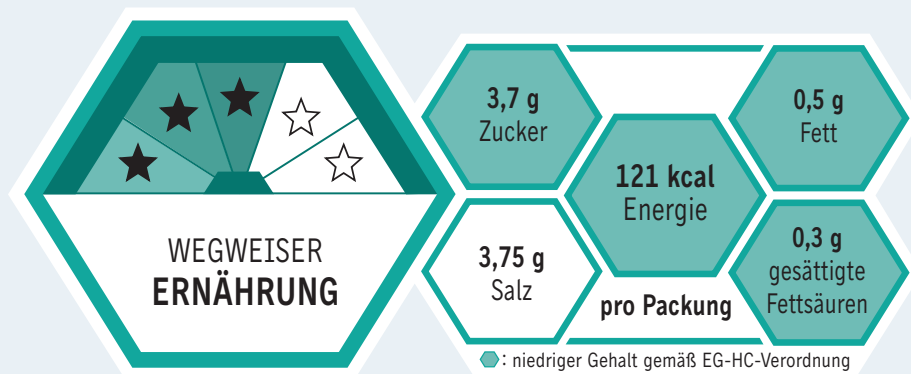 WEGWEISER
ERNÄHRUNG
3,7 g
Zucker
0,5 g
Fett
121 kcal
Energie
3,75 g
Salz
0,3 g
gesättigte
Fettsäuren
pro Packung
: niedriger Gehalt gemäß EG-HC-Verordnung